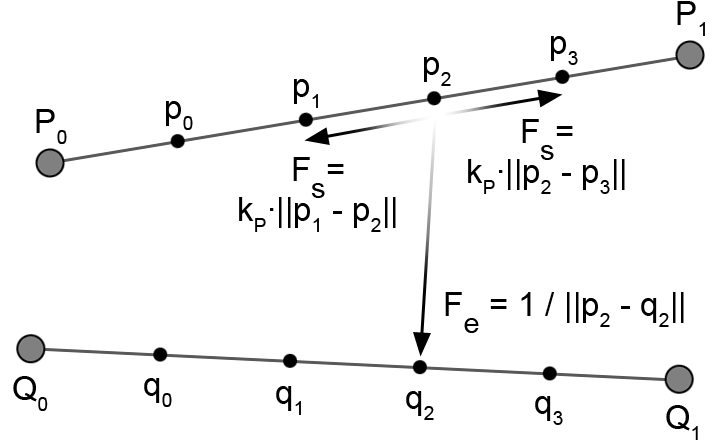 P₁
p₃
p₂
p₁
p₀
P₀
Fₛ=
kₚ·||p₂ - p₃||
Fₛ=
kₚ·||p₁ - p₂||
Fₑ = 1 / ||p₂ - q₂||
Q₀
q₀
q₁
q₂
q₃
Q₁